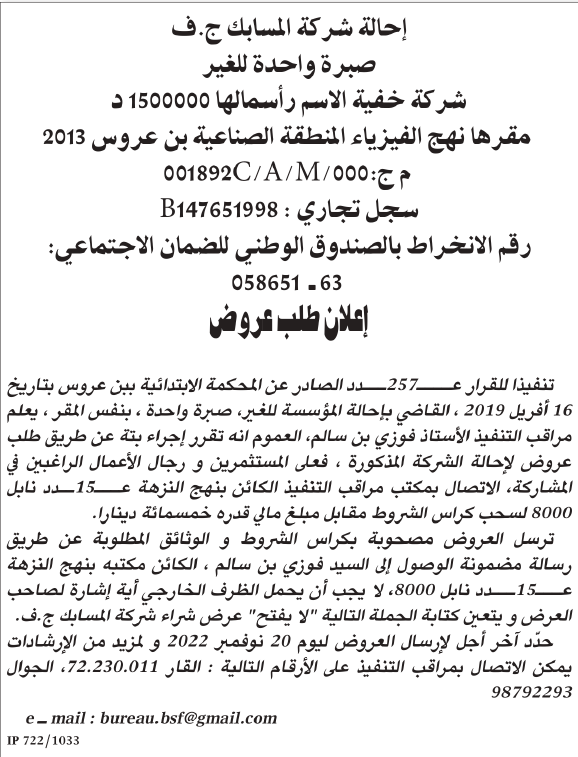 إحالة شركة المسابك ج.ف
صبرة واحدة للغير
شركة خفية الاسم رأسمالها 1500000 د
مقرها نهج الفيزياء المنطقة الصناعية بن عروس 2013
م ج: 001892C/A/M/000
سجل تجاري : B147651998
رقم الانخراط بالصندوق الوطني للضمان الاجتماعي:
63 ـ 058651
إعلان طلب عروض
تنفيذا للقرار عـــــ257ـــــدد الصادر عن المحكمة الابتدائية ببن عروس بتاريخ
16 أفريل 2019 ، القاضي بإحالة المؤسسة للغير، صبرة واحدة ، بنفس المقر ، يعلم
مراقب التنفيذ الأستاذ فوزي بن سالم، العموم انه تقرر إجراء بتة عن طريق طلب
عروض لإحالة الشركة المذكورة ، فعلى المستثمرين و رجال الأعمال الراغبين في
المشاركة، الاتصال بمكتب مراقب التنفيذ الكائن بنهج النزهة عـــــ15ـــــدد نابل
8000 لسحب كراس الشروط مقابل مبلغ مالي قدره خمسمائة دينارا.
ترسل العروض مصحوبة بكراس الشروط و الوثائق المطلوبة عن طريق
رسالة مضمونة الوصول إلى السيد فوزي بن سالم ، الكائن مكتبه بنهج النزهة
عـــــ15ـــــدد نابل 8000، لا يجب أن يحمل الظرف الخارجي أية إشارة لصاحب
العرض و يتعين كتابة الجملة التالية "لا يفتح" عرض شراء شركة المسابك ج.ف.
حدّد آخر أجل لإرسال العروض ليوم 20 نوفمبر 2022 و لمزيد من الإرشادات
يمكن الاتصال بمراقب التنفيذ على الأرقام التالية : القار 72.230.011، الجوال
98792293
e ـ mail : bureau.bsf@gmail.com
IP 722/1033